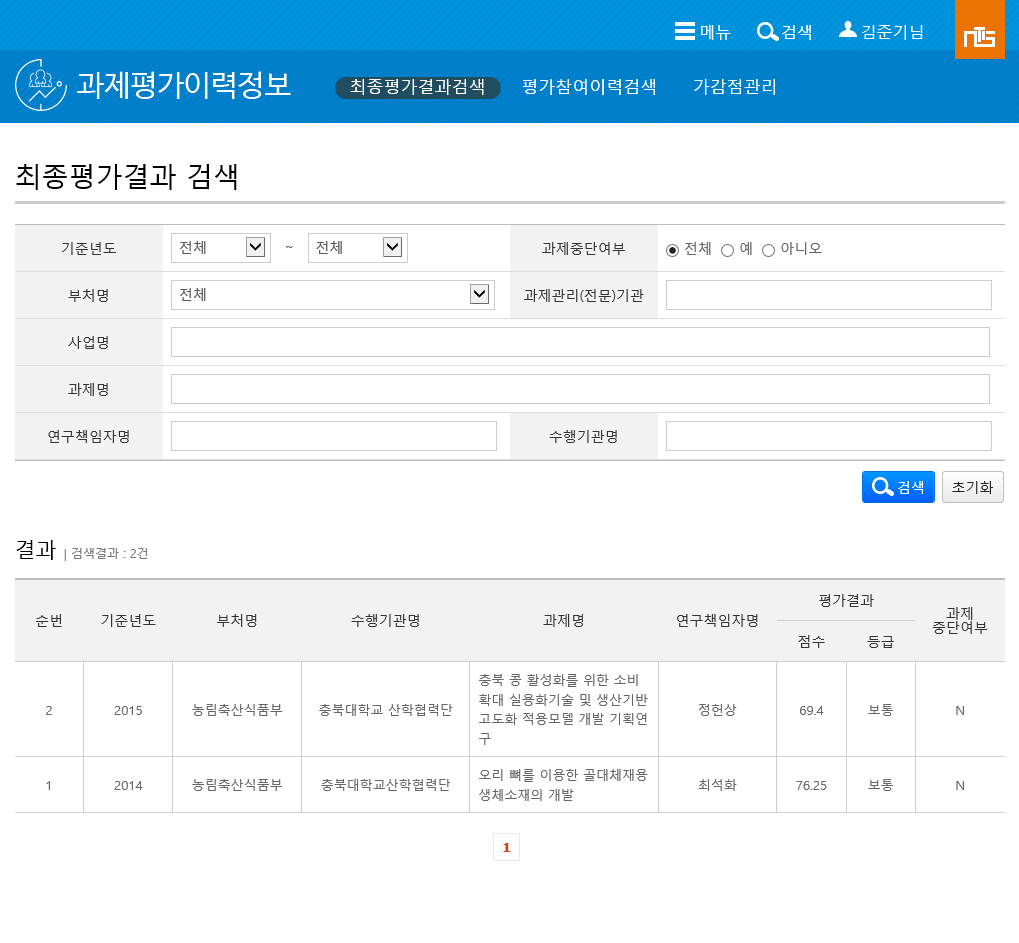 메뉴 검색 김준기님 NTIS
과제평가이력정보 최종평가결과검색 평가참여이력검색 가감점관리
최종평가결과 검색
기준년도 전체 ~ 전체 과제중단여부 전체 예 아니오
부처명 전체 과제관리(전문)기관
사업명
과제명
연구책임자명 수행기관명
검색 초기화
결과 | 검색결과 : 2건
순번 기준년도 부처명 수행기관명 과제명 연구책임자명 평가결과 과제
중단여부
점수 등급
2 2015 농림축산식품부 충북대학교 산학협력단 충북 콩 활성화를 위한 소비
확대 실용화기술 및 생산기반
고도화 적용모델 개발 기획연
구 정헌상 69.4 보통 N
1 2014 농림축산식품부 충북대학교산학협력단 오리 뼈를 이용한 골대체재용
생체소재의 개발 최석화 76.25 보통 N
1